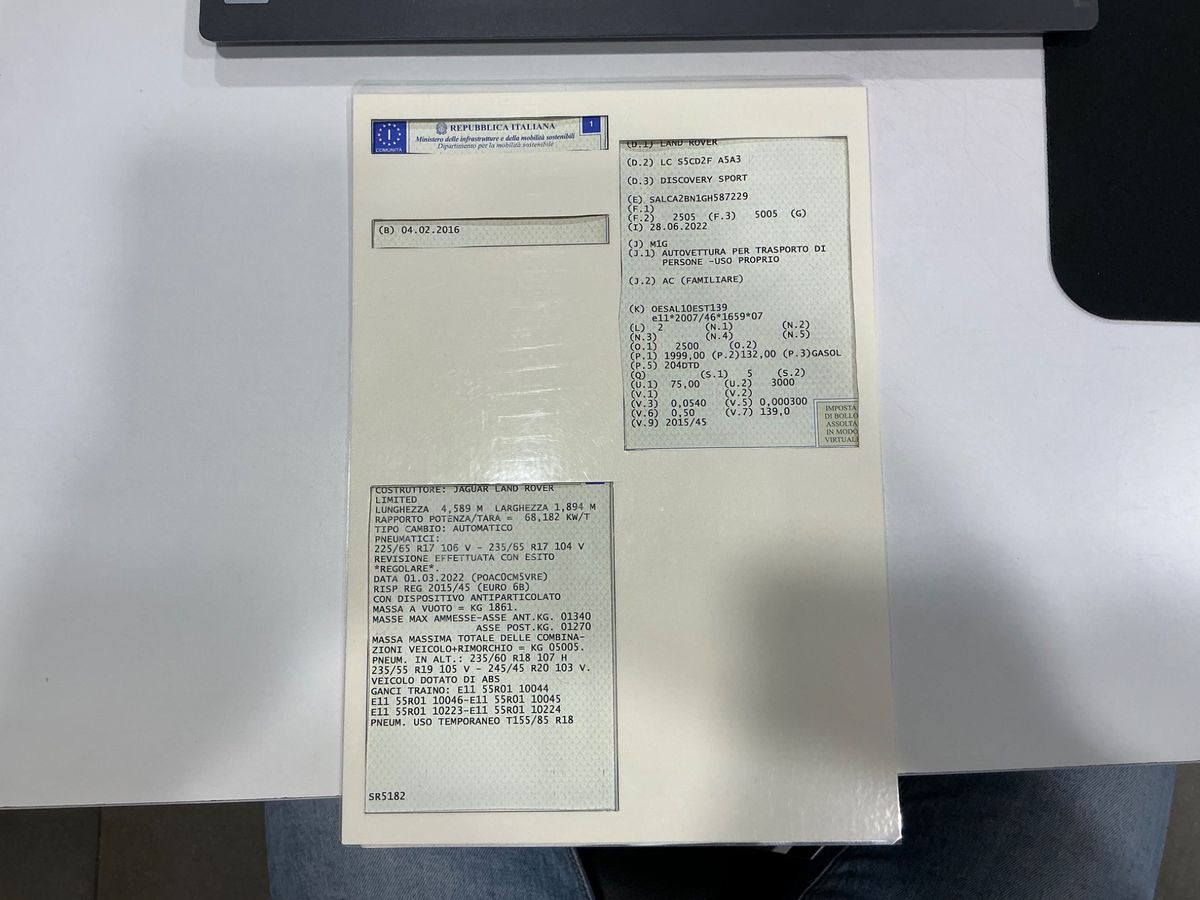 I
COMUNITÀ
REPUBBLICA ITALIANA
Ministero delle infrastrutture e della mobilità sostenibili
Dipartimento per la mobilità sostenibile
1
(B) 04.02.2016
(D.1) LAND ROVER
(D.2) LC S5CD2F A5A3
(D.3) DISCOVERY SPORT
(E) SALCA2BN1GH587229
(F.1)
(F.2) 2505 (F.3) 5005 (G)
(I) 28.06.2022
(J) M1G
(J.1) AUTOVETTURA PER TRASPORTO DI
PERSONE -USO PROPRIO
(J.2) AC (FAMILIARE)
(K) OESAL10EST139
e11*2007/46*1659*07
(L) 2 (N.1) (N.2)
(N.3) (N.4) (N.5)
(O.1) 2500 (O.2)
(P.1) 1999,00 (P.2)132,00 (P.3)GASOL
(P.5) 204DTD
(Q) (S.1) 5 (S.2)
(U.1) 75,00 (U.2) 3000
(V.1) (V.2)
(V.3) 0,0540 (V.5) 0,000300
(V.6) 0,50 (V.7) 139,0
(V.9) 2015/45
IMPOSTA
DI BOLLO
ASSOLTA
IN MODO
VIRTUALE
COSTRUTTORE: JAGUAR LAND ROVER
LIMITED
LUNGHEZZA 4,589 M LARGHEZZA 1,894 M
RAPPORTO POTENZA/TARA = 68,182 KW/T
TIPO CAMBIO: AUTOMATICO
PNEUMATICI:
225/65 R17 106 V - 235/65 R17 104 V
REVISIONE EFFETTUATA CON ESITO
*REGOLARE*.
DATA 01.03.2022 (POAC0CM5VRE)
RISP REG 2015/45 (EURO 6B)
CON DISPOSITIVO ANTIPARTICOLATO
MASSA A VUOTO = KG 1861.
MASSE MAX AMMESSE-ASSE ANT.KG. 01340
ASSE POST.KG. 01270
MASSA MASSIMA TOTALE DELLE COMBINA-
ZIONI VEICOLO+RIMORCHIO = KG 05005.
PNEUM. IN ALT.: 235/60 R18 107 H
235/55 R19 105 V - 245/45 R20 103 V.
VEICOLO DOTATO DI ABS
GANCI TRAINO: E11 55R01 10044
E11 55R01 10046-E11 55R01 10045
E11 55R01 10223-E11 55R01 10224
PNEUM. USO TEMPORANEO T155/85 R18
SR5182